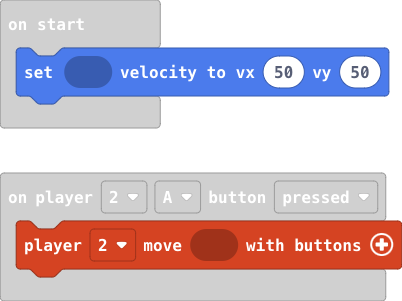 on start
set velocity to vx 50 vy 50
on player 2 A button pressed
player 2 move with buttons